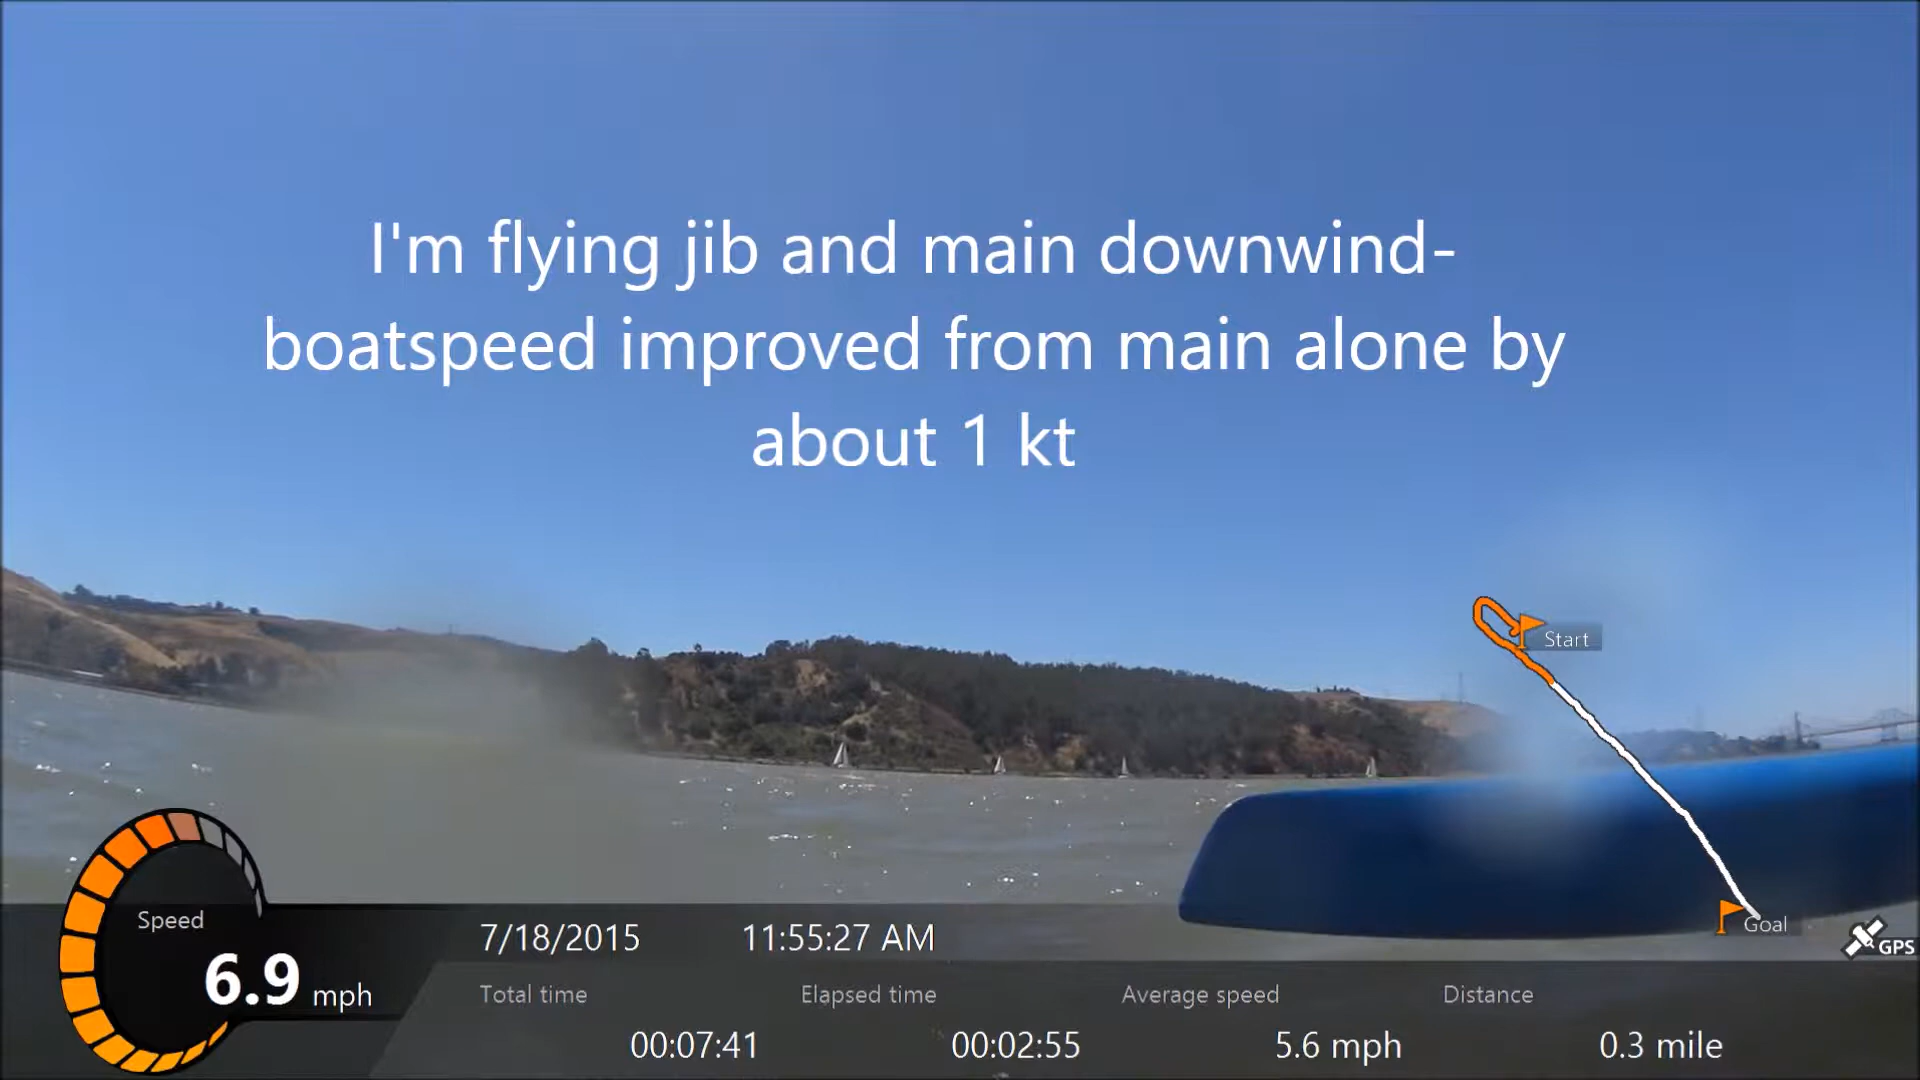 I'm flying jib and main downwind-
boatspeed improved from main alone by
about 1 kt
Start
Goal
GPS
Speed
6.9 mph
7/18/2015 11:55:27 AM
Total time Elapsed time Average speed Distance
00:07:41 00:02:55 5.6 mph 0.3 mile